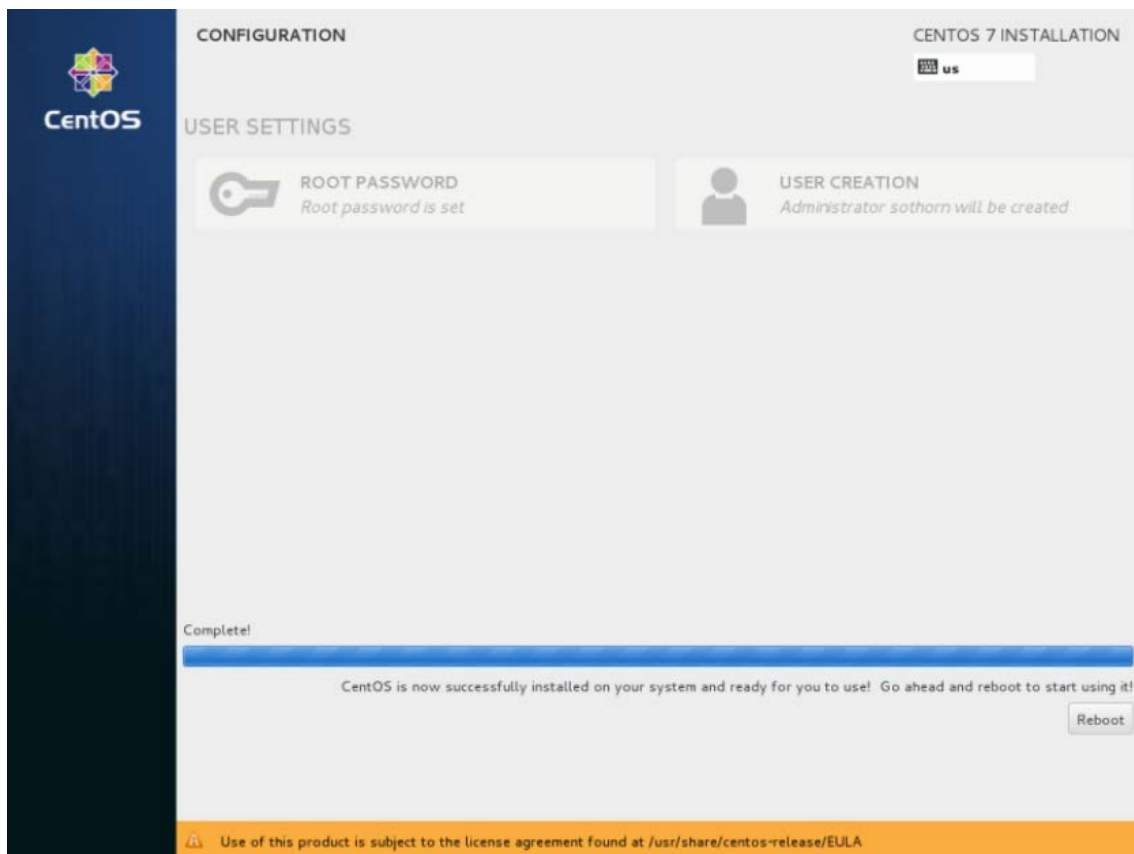 CentOS
CONFIGURATION
CENTOS 7 INSTALLATION
us
USER SETTINGS
ROOT PASSWORD
Root password is set
USER CREATION
Administrator sothorn will be created
Complete!
CentOS is now successfully installed on your system and ready for you to use! Go ahead and reboot to start using it!
Reboot
Use of this product is subject to the license agreement found at /usr/share/centos-release/EULA